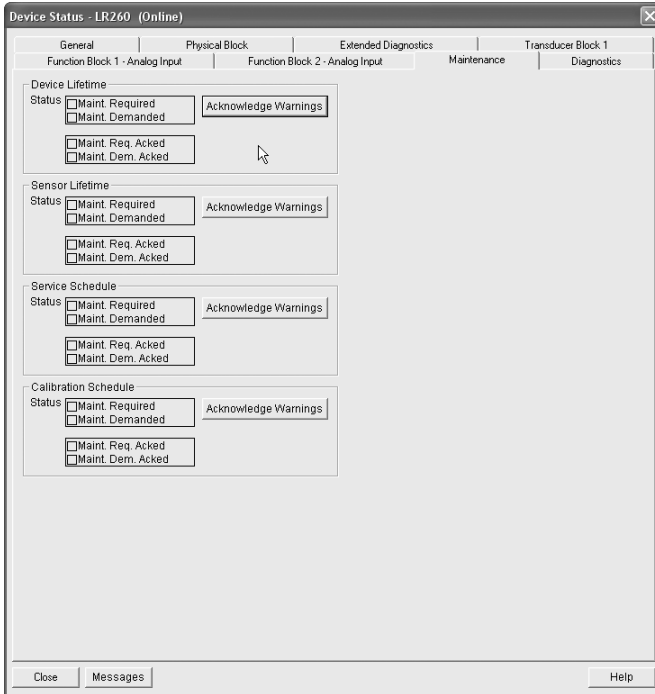 Device Status - LR260 (Online)
General Physical Block Extended Diagnostics Transducer Block 1
Function Block 1 - Analog Input Function Block 2 - Analog Input Maintenance Diagnostics
Device Lifetime
Status Maint. Required Acknowledge Warnings
Maint. Demanded
Maint. Req. Acked
Maint. Dem. Acked
Sensor Lifetime
Status Maint. Required Acknowledge Warnings
Maint. Demanded
Maint. Req. Acked
Maint. Dem. Acked
Service Schedule
Status Maint. Required Acknowledge Warnings
Maint. Demanded
Maint. Req. Acked
Maint. Dem. Acked
Calibration Schedule
Status Maint. Required Acknowledge Warnings
Maint. Demanded
Maint. Req. Acked
Maint. Dem. Acked
Close Messages Help